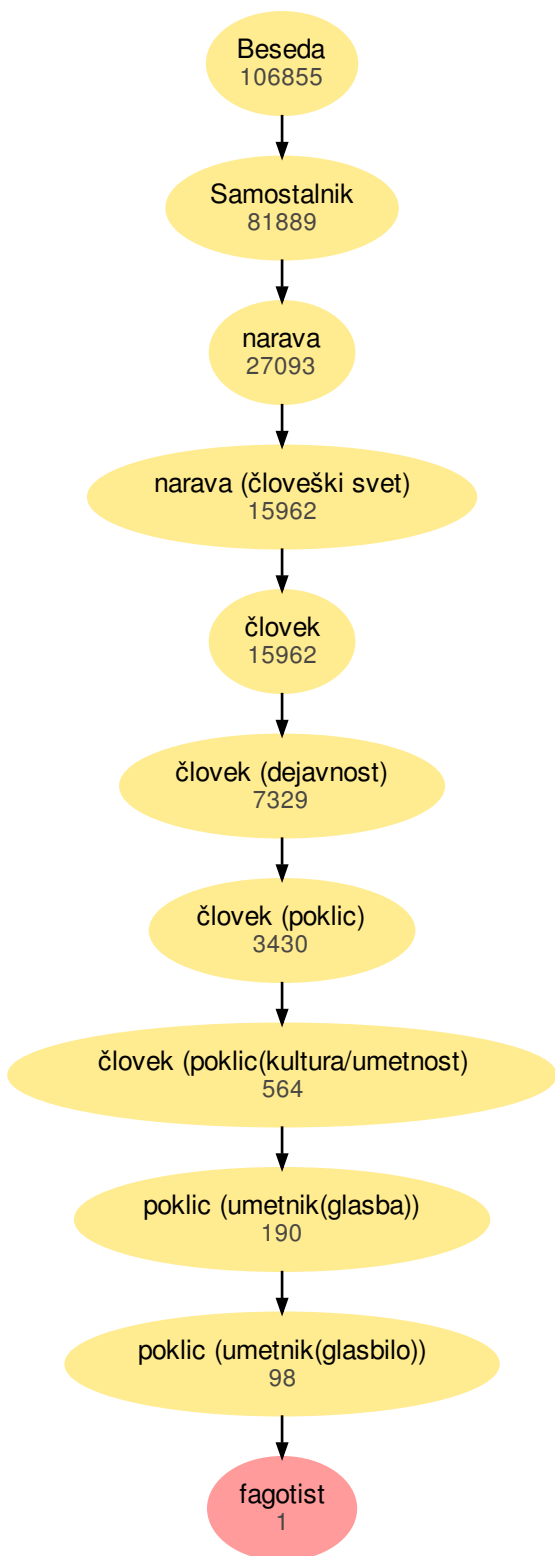 Beseda
106855
Samostalnik
81889
narava
27093
narava (človeški svet)
15962
človek
15962
človek (dejavnost)
7329
človek (poklic)
3430
človek (poklic(kultura/umetnost)
564
poklic (umetnik(glasba))
190
poklic (umetnik(glasbilo))
98
fagotist
1